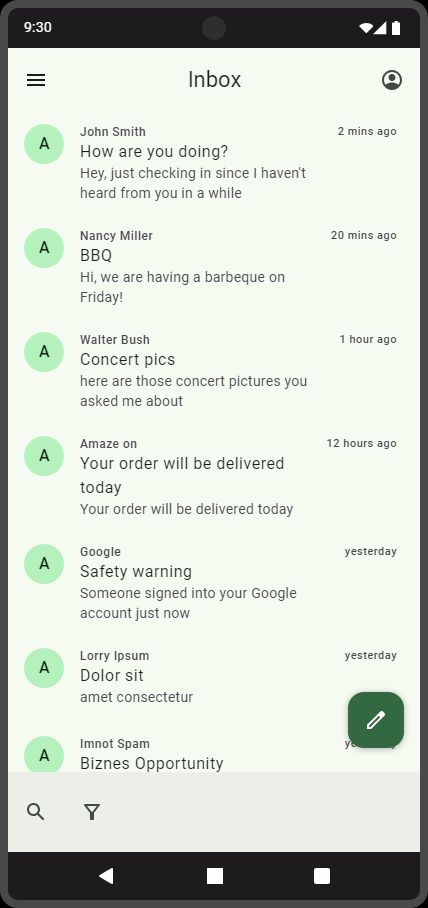 9:30
Inbox
A
John Smith
2 mins ago
How are you doing?
Hey, just checking in since I haven't
heard from you in a while
A
Nancy Miller
20 mins ago
BBQ
Hi, we are having a barbeque on
Friday!
A
Walter Bush
1 hour ago
Concert pics
here are those concert pictures you
asked me about
A
Amaze on
12 hours ago
Your order will be delivered
today
Your order will be delivered today
A
Google
yesterday
Safety warning
Someone signed into your Google
account just now
A
Lorry Ipsum
yesterday
Dolor sit
amet consectetur
A
Imnot Spam
Biznes Opportunity